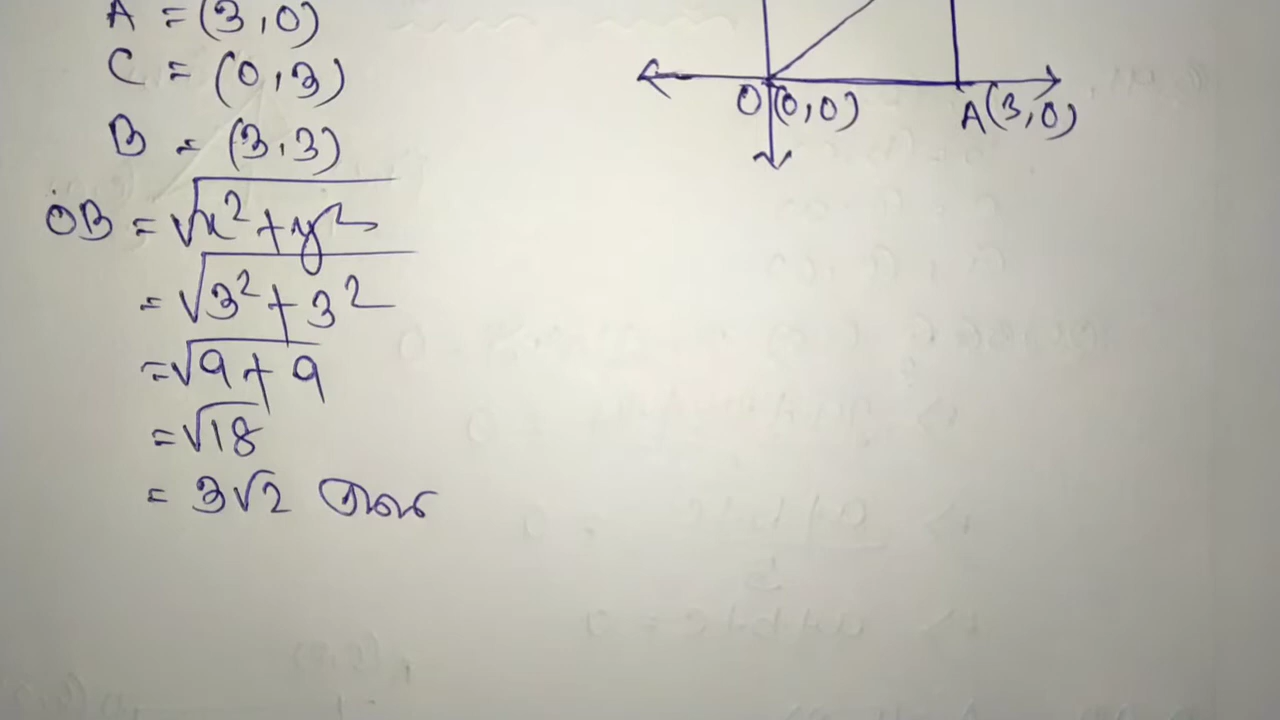 A = (3,0)
C = (0,3)
B = (3,3)
OB = √x²+y²
= √3²+3²
= √9+9
= √18
= 3√2
O(0,0)
A(3,0)